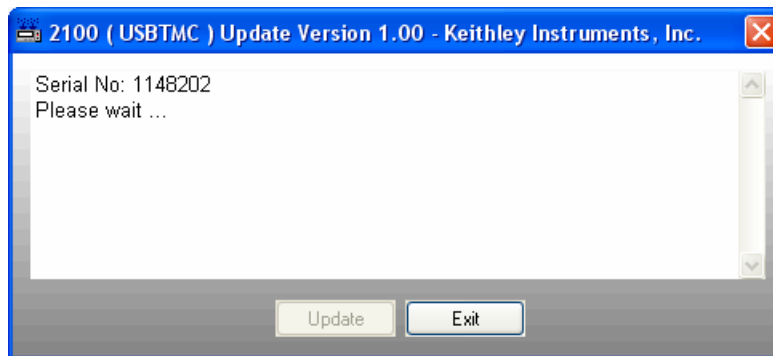 2100 ( USBTMC ) Update Version 1.00 - Keithley Instruments, Inc.
Serial No: 1148202
Please wait ...
Update
Exit